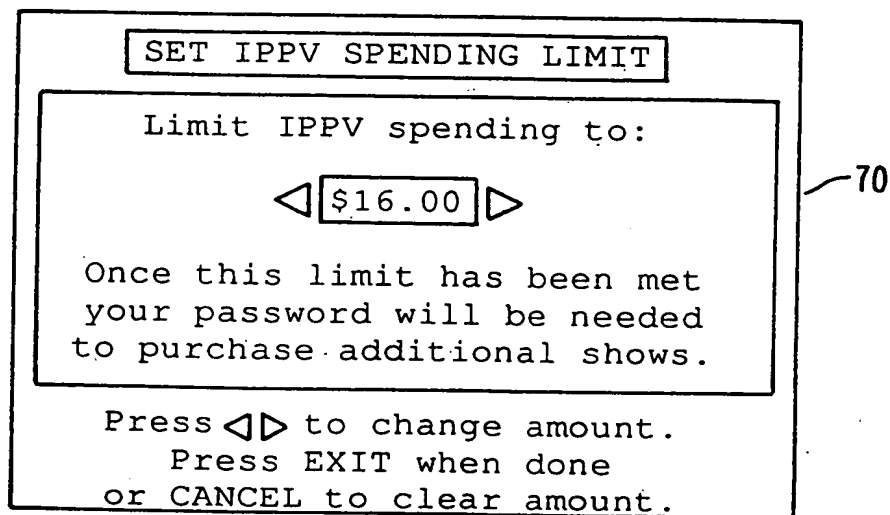 SET IPPV SPENDING LIMIT
Limit IPPV spending to:
$16.00
70
Once this limit has been met
your password will be needed
to purchase additional shows.
Press ◁▷ to change amount.
Press EXIT when done
or CANCEL to clear amount.